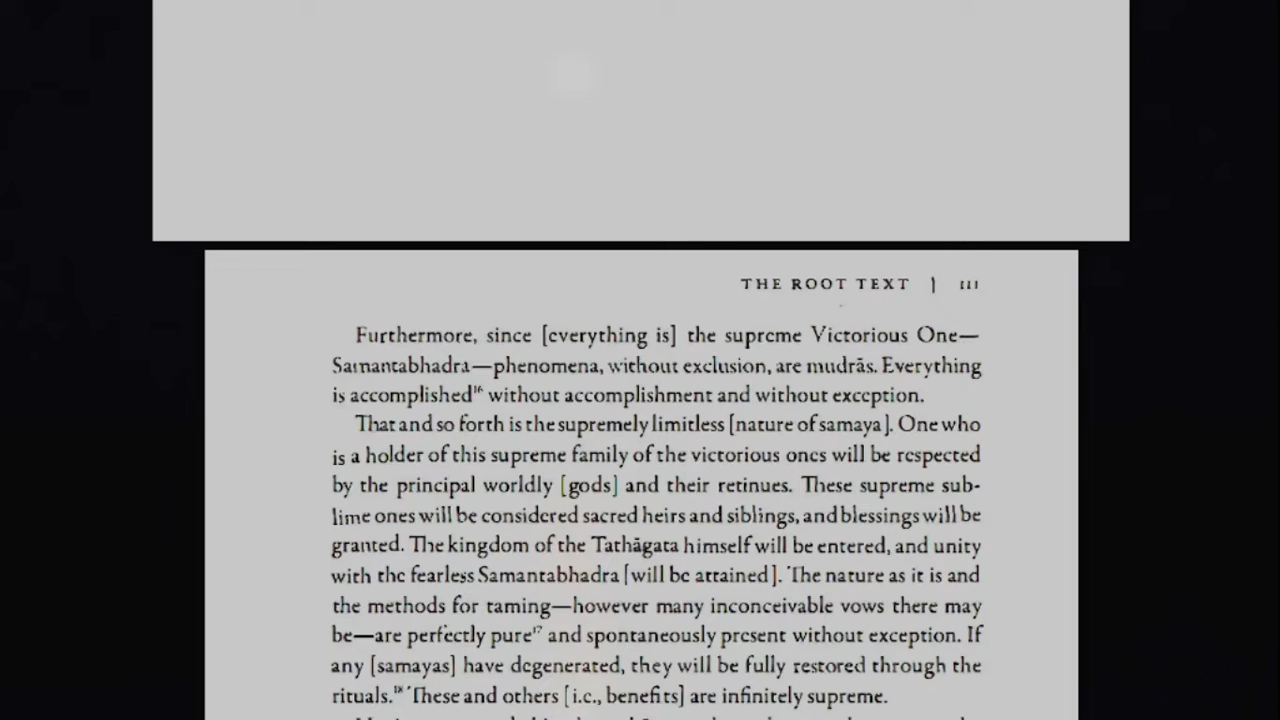 THE ROOT TEXT | 111
Furthermore, since [everything is] the supreme Victorious One—
Samantabhadra—phenomena, without exclusion, are mudrās. Everything
is accomplished¹⁶ without accomplishment and without exception.
That and so forth is the supremely limitless [nature of samaya]. One who
is a holder of this supreme family of the victorious ones will be respected
by the principal worldly [gods] and their retinues. These supreme sub-
lime ones will be considered sacred heirs and siblings, and blessings will be
granted. The kingdom of the Tathāgata himself will be entered, and unity
with the fearless Samantabhadra [will be attained]. The nature as it is and
the methods for taming—however many inconceivable vows there may
be—are perfectly pure¹⁷ and spontaneously present without exception. If
any [samayas] have degenerated, they will be fully restored through the
rituals.¹⁸ These and others [i.e., benefits] are infinitely supreme.